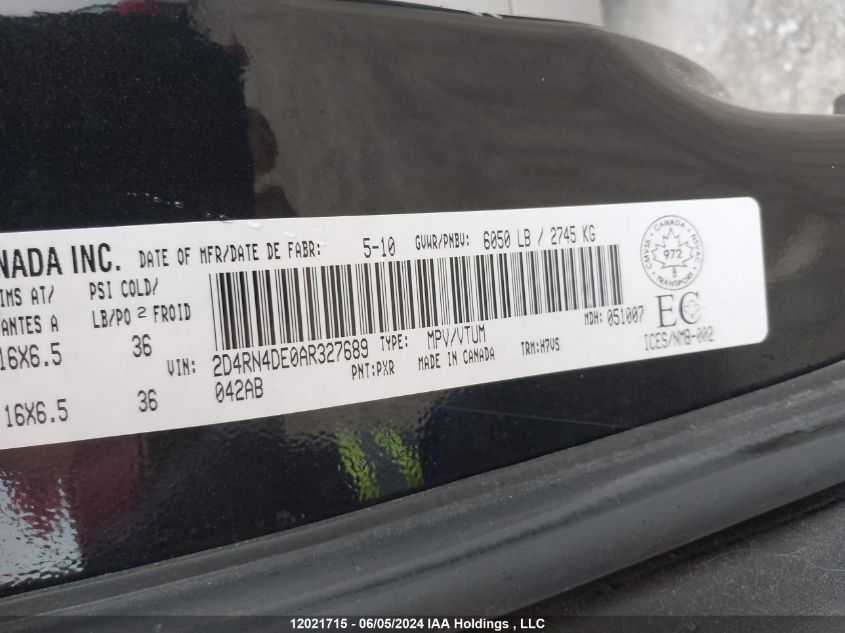 NADA INC. DATE OF MFR/DATE DE FABR: 5-10 GVWR/PNBV: 6050 LB / 2745 KG
IMS AT/ PSI COLD/
ANTES A LB/PO 2 FROID
16X6.5 36
VIN: 2D4RN4DE0AR327689 TYPE: MPV/VTUM MDH: 051007
16X6.5 36
042AB PNT:PXR MADE IN CANADA TRM:H7VS
CANADA
CMVSS NSVAC
972
TRANSPORT
EC
ICES/NMB-002
12021715 - 06/05/2024 IAA Holdings , LLC